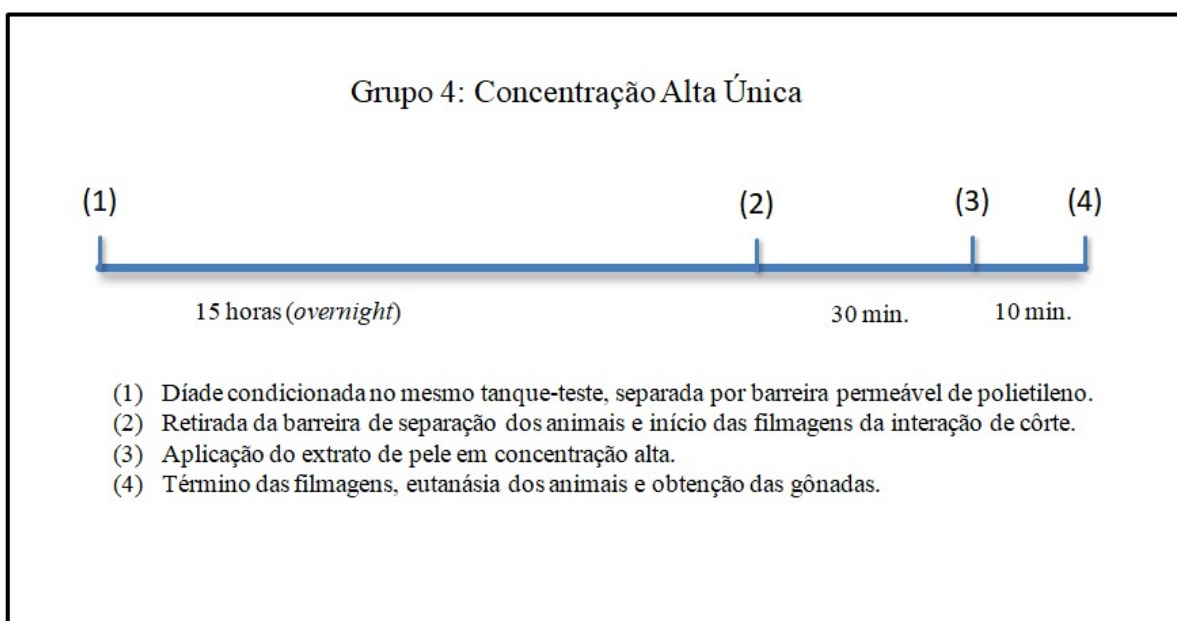 Grupo 4: Concentração Alta Única
(1) (2) (3) (4)
15 horas (overnight) 30 min. 10 min.
(1) Díade condicionada no mesmo tanque-teste, separada por barreira permeável de polietileno.
(2) Retirada da barreira de separação dos animais e início das filmagens da interação de côrte.
(3) Aplicação do extrato de pele em concentração alta.
(4) Término das filmagens, eutanásia dos animais e obtenção das gônadas.